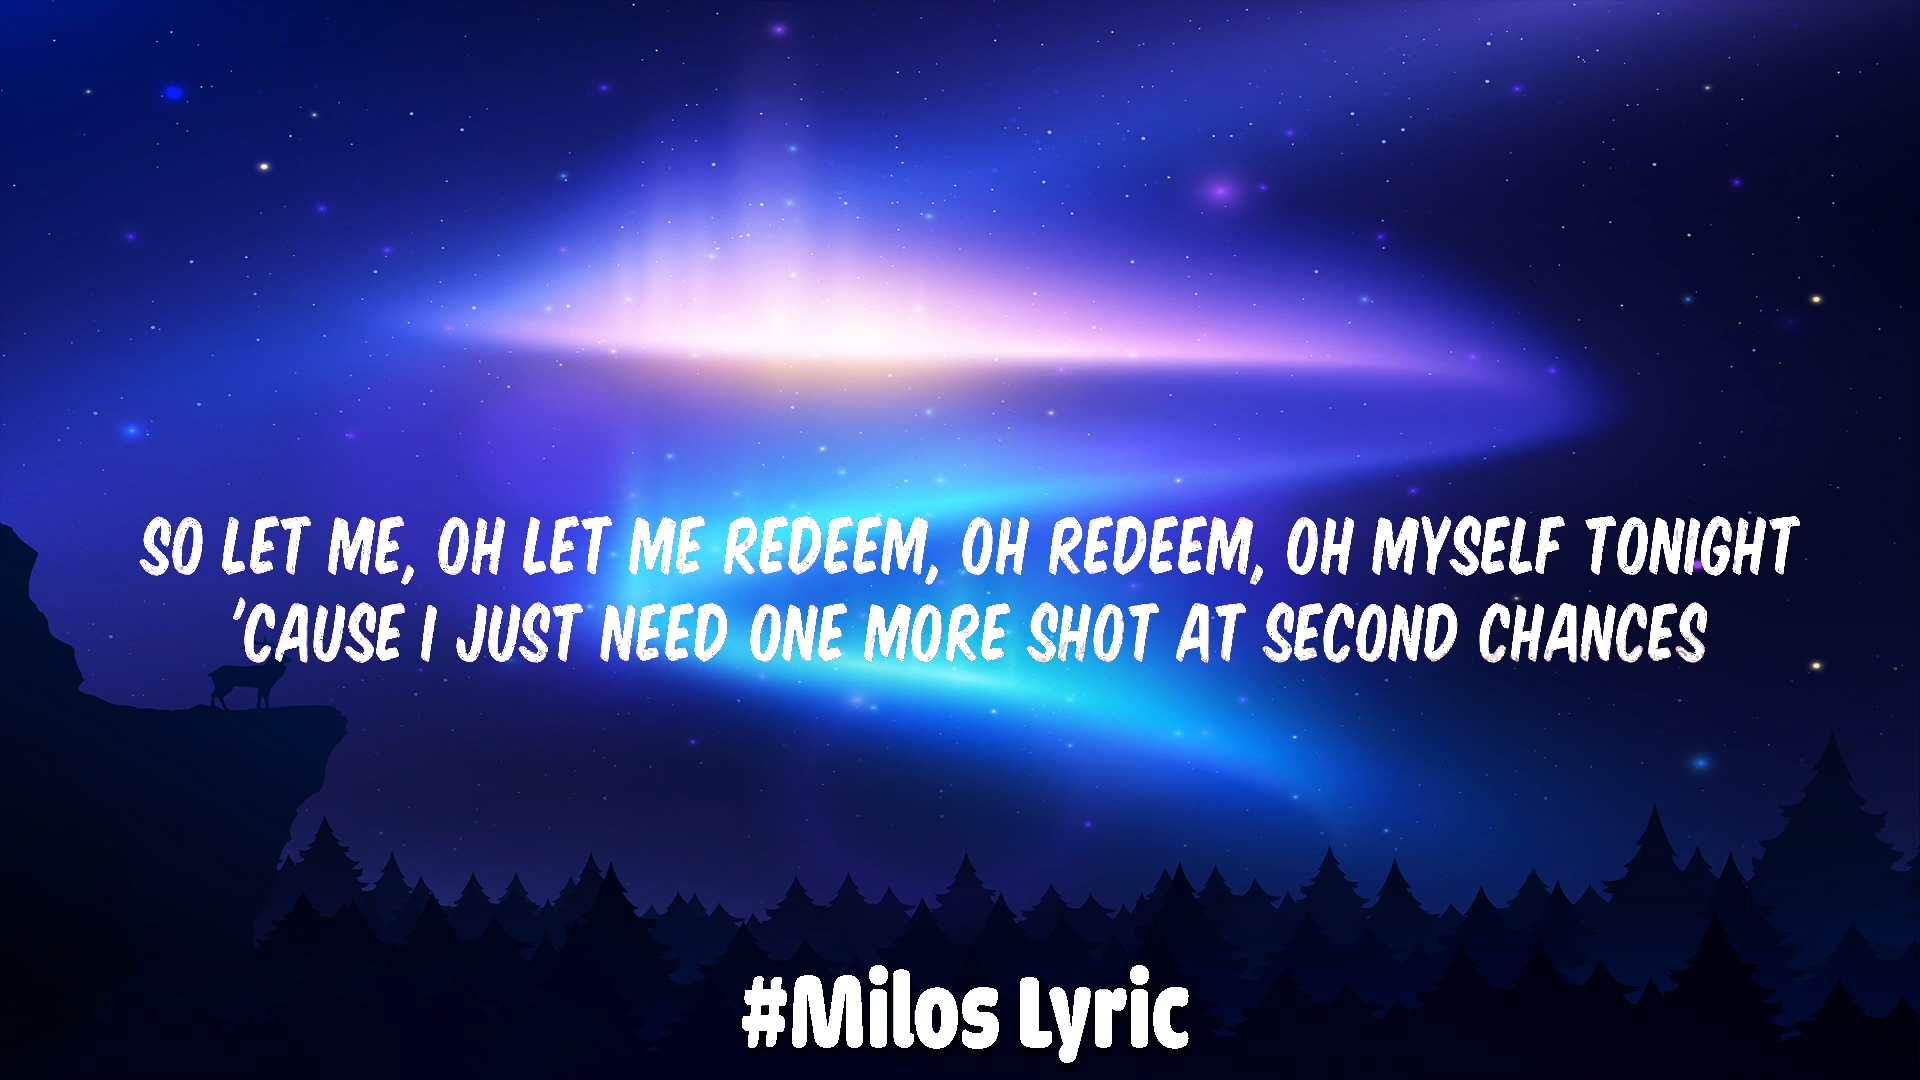 SO LET ME, OH LET ME REDEEM, OH REDEEM, OH MYSELF TONIGHT
'CAUSE I JUST NEED ONE MORE SHOT AT SECOND CHANCES
#Milos Lyric